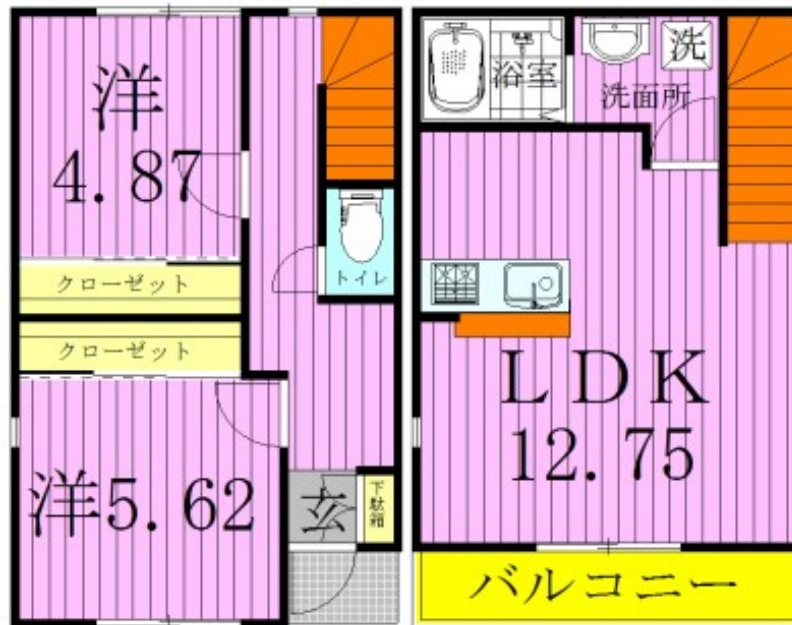 洋
4.87
クローゼット
クローゼット
洋5.62
トイレ
玄
下駄箱
浴室
洗面所
洗
LDK
12.75
バルコニー